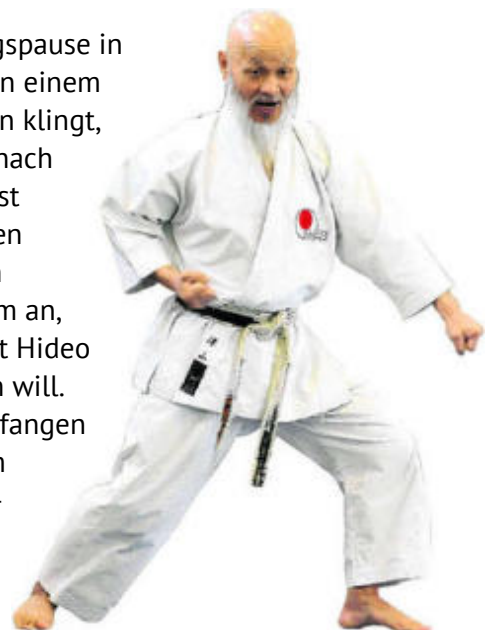 gspause in
n einem
n klingt,
nach
st
en
n
m an,
t Hideo
n will.
fangen
n